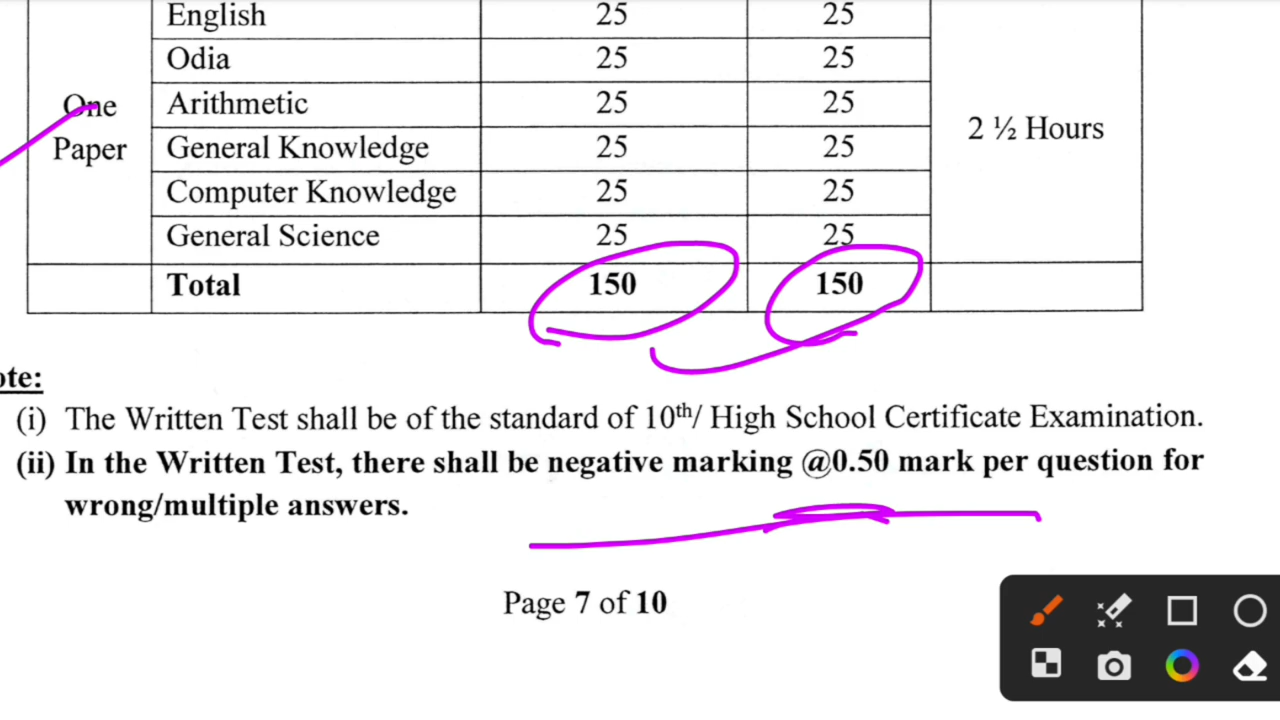 English 25 25
Odia 25 25
One Arithmetic 25 25
2 ½ Hours
Paper General Knowledge 25 25
Computer Knowledge 25 25
General Science 25 25
Total 150 150
ote:
(i) The Written Test shall be of the standard of 10th/ High School Certificate Examination.
(ii) In the Written Test, there shall be negative marking @0.50 mark per question for
wrong/multiple answers.
Page 7 of 10